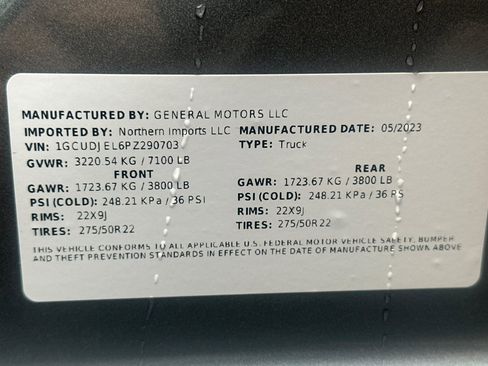 MANUFACTURED BY: GENERAL MOTORS LLC
IMPORTED BY: Northern Imports LLC MANUFACTURED DATE: 05/2023
VIN: 1GCUDJEL6PZ290703 TYPE: Truck
GVWR: 3220.54 KG / 7100 LB
FRONT REAR
GAWR: 1723.67 KG / 3800 LB GAWR: 1723.67 KG / 3800 LB
PSI (COLD): 248.21 KPa / 36 PSI PSI (COLD): 248.21 KPa / 36 PS
RIMS: 22X9J RIMS: 22X9J
TIRES: 275/50R22 TIRES: 275/50R22
THIS VEHICLE CONFORMS TO ALL APPLICABLE U.S. FEDERAL MOTOR VEHICLE SAFETY, BUMPER
AND THEFT PREVENTION STANDARDS IN EFFECT ON THE DATE OF MANUFACTURE SHOWN ABOVE